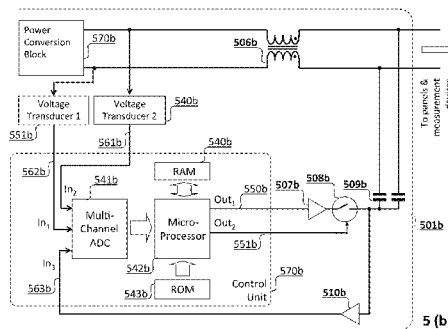 Power
Conversion
Block
570b
506b
Voltage
Transducer 1
Voltage
Transducer 2
540b
551b
561b
562b
To panels &
measurement
540b
RAM
541b
In2
In1
In3
Multi-
Channel
ADC
Micro-
Processor
Out1
Out2
550b
551b
507b
508b
509b
501b
542b
543b
ROM
Control
Unit
570b
563b
510b
5 (b